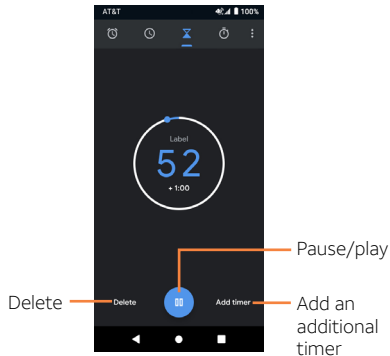 AT&T 100%
Label
52
+ 1:00
Pause/play
Delete Delete Add timer Add an
additional
timer